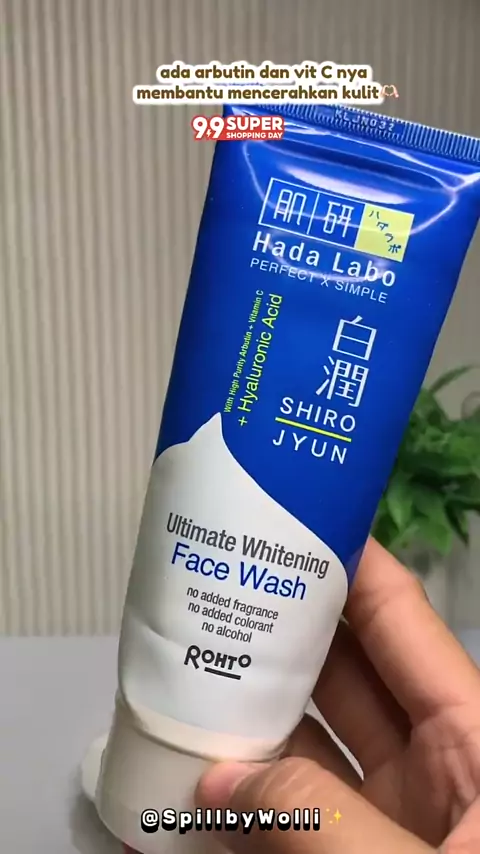 ada arbutin dan vit C nya
membantu mencerahkan kulit🫶🏻
9.9 SUPER
SHOPPING DAY
KLJN032
肌研
ハダラボ
Hada Labo
PERFECT X SIMPLE
With High Purity Arbutin + Vitamin C
+ Hyaluronic Acid
白潤
SHIRO
JYUN
Ultimate Whitening
Face Wash
no added fragrance
no added colorant
no alcohol
ROHTO
@SpillbyWolli✨